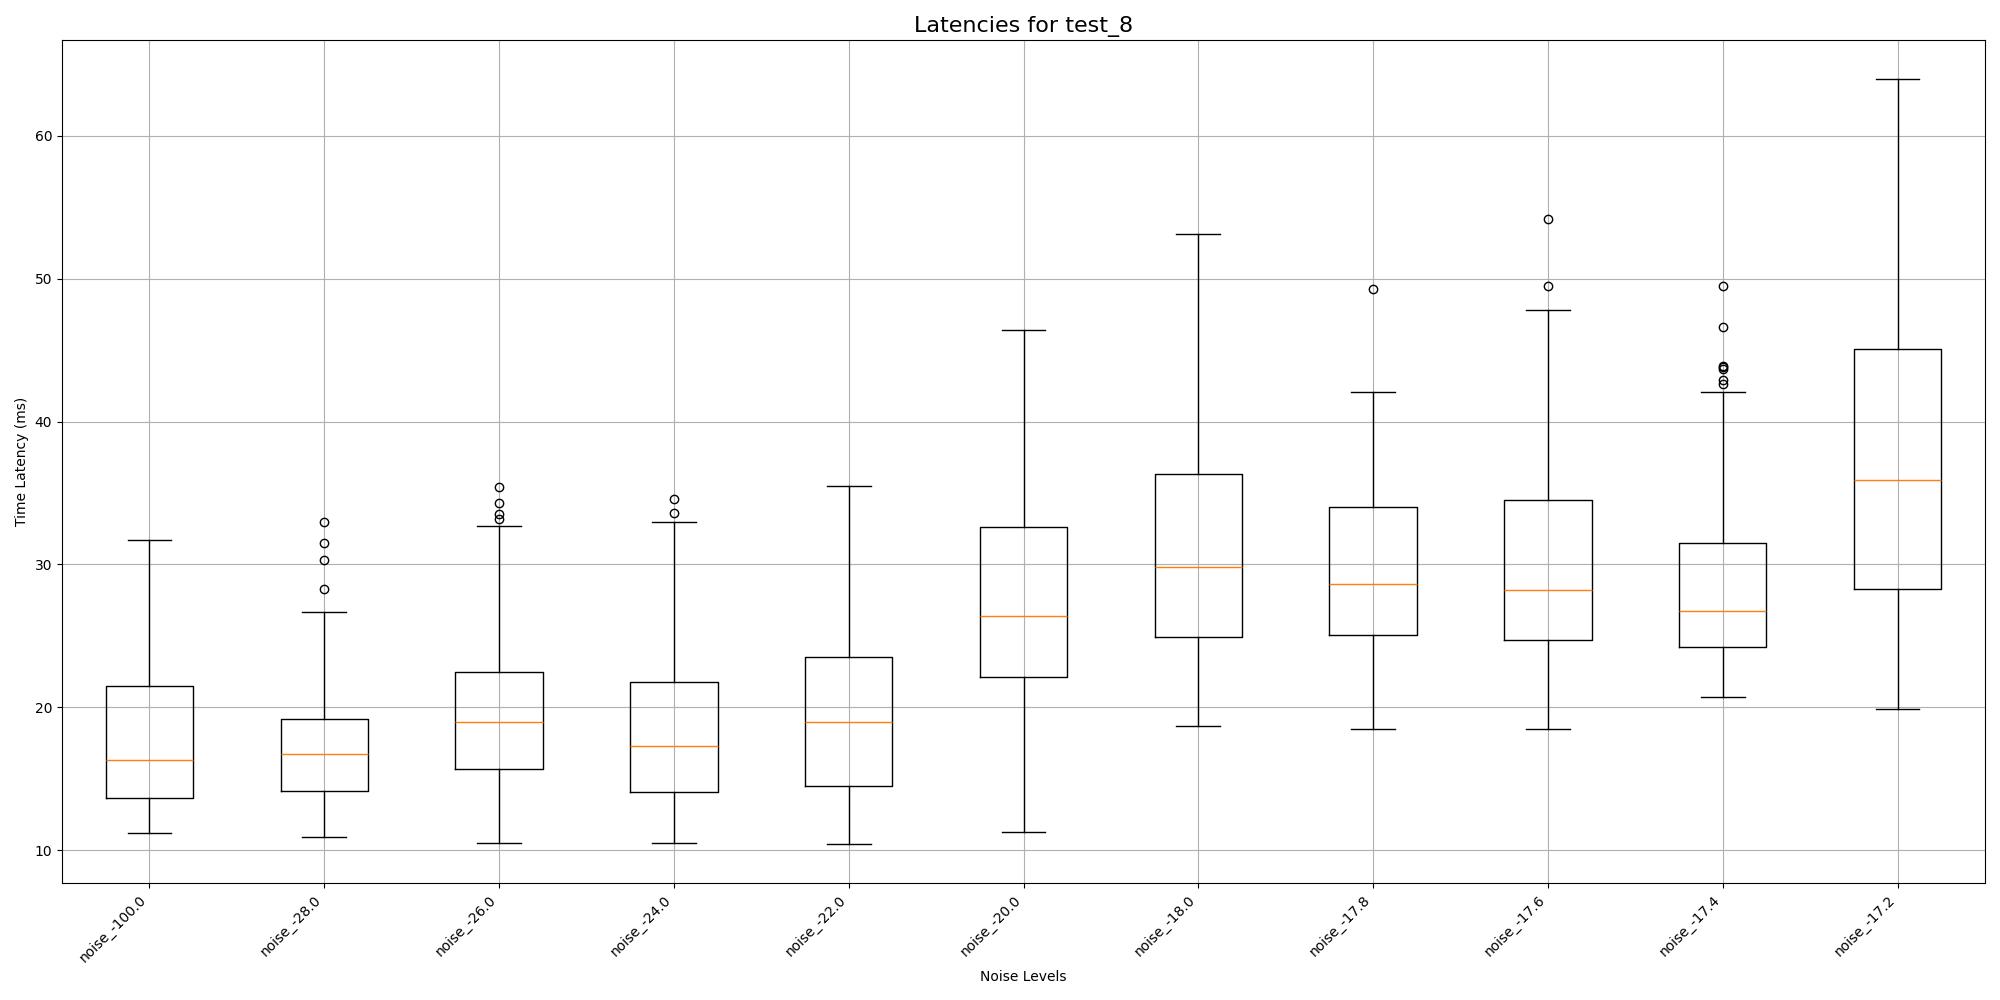 Latencies for test_8
Time Latency (ms)
60
50
40
30
20
10
noise_-100.0
noise_-28.0
noise_-26.0
noise_-24.0
noise_-22.0
noise_-20.0
noise_-18.0
noise_-17.8
noise_-17.6
noise_-17.4
noise_-17.2
Noise Levels